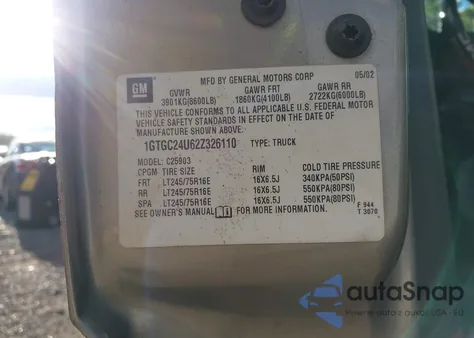 GM
MFD BY GENERAL MOTORS CORP 05/02
GVWR GAWR FRT GAWR RR
3901KG(8600LB) 1860KG(4100LB) 2722KG(6000LB)
THIS VEHICLE CONFORMS TO ALL APPLICABLE U.S. FEDERAL MOTOR
VEHICLE SAFETY STANDARDS IN EFFECT ON THE DATE OF
MANUFACTURE SHOWN ABOVE.
1GTGC24U62Z326110 TYPE: TRUCK
MODEL: C25903
CPGM TIRE SIZE RIM COLD TIRE PRESSURE
FRT LT245/75R16E 16X6.5J 340KPA(50PSI)
RR LT245/75R16E 16X6.5J 550KPA(80PSI)
SPA LT245/75R16E 16X6.5J 550KPA(80PSI)
SEE OWNER'S MANUAL FOR MORE INFORMATION.
F 944
T 3070
autoSnap